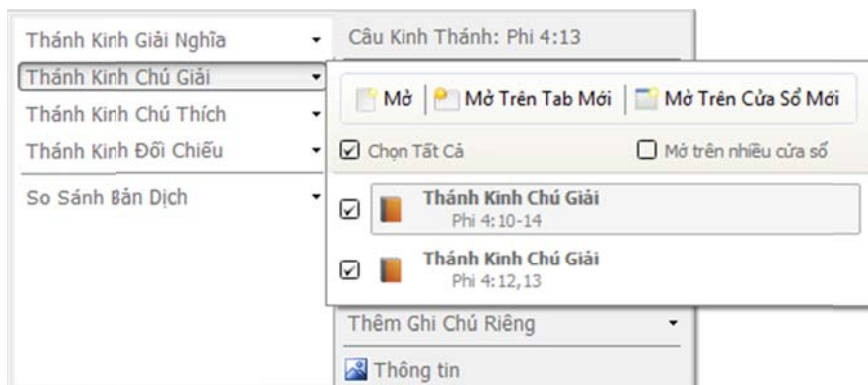 Thánh Kinh Giải Nghĩa
Thánh Kinh Chú Giải
Thánh Kinh Chú Thích
Thánh Kinh Đối Chiếu
So Sánh Bản Dịch
Câu Kinh Thánh: Phi 4:13
Mở Mở Trên Tab Mới Mở Trên Cửa Sổ Mới
Chọn Tất Cả Mở trên nhiều cửa sổ
Thánh Kinh Chú Giải
Phi 4:10-14
Thánh Kinh Chú Giải
Phi 4:12,13
Thêm Ghi Chú Riêng
Thông tin